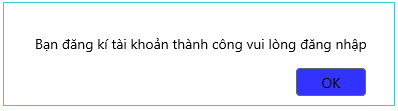 Bạn đăng kí tài khoản thành công vui lòng đăng nhập
OK